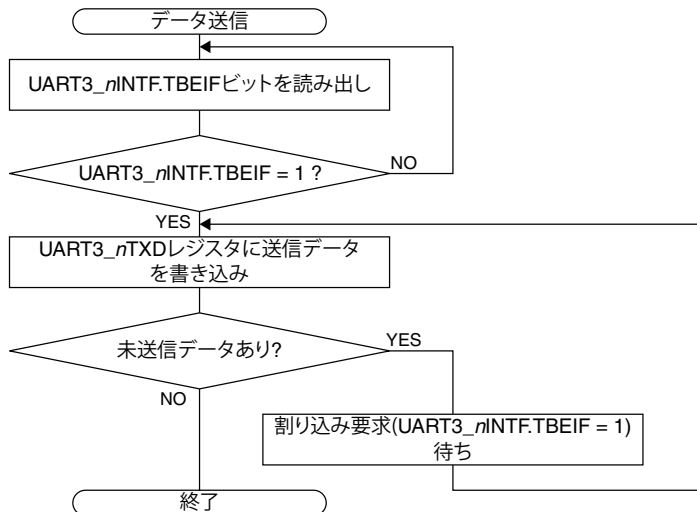 データ送信
UART3_nINTF.TBEIFビットを読み出し
UART3_nINTF.TBEIF = 1 ?
NO
YES
UART3_nTXDレジスタに送信データ
を書き込み
未送信データあり?
YES
NO
割り込み要求(UART3_nINTF.TBEIF = 1)
待ち
終了